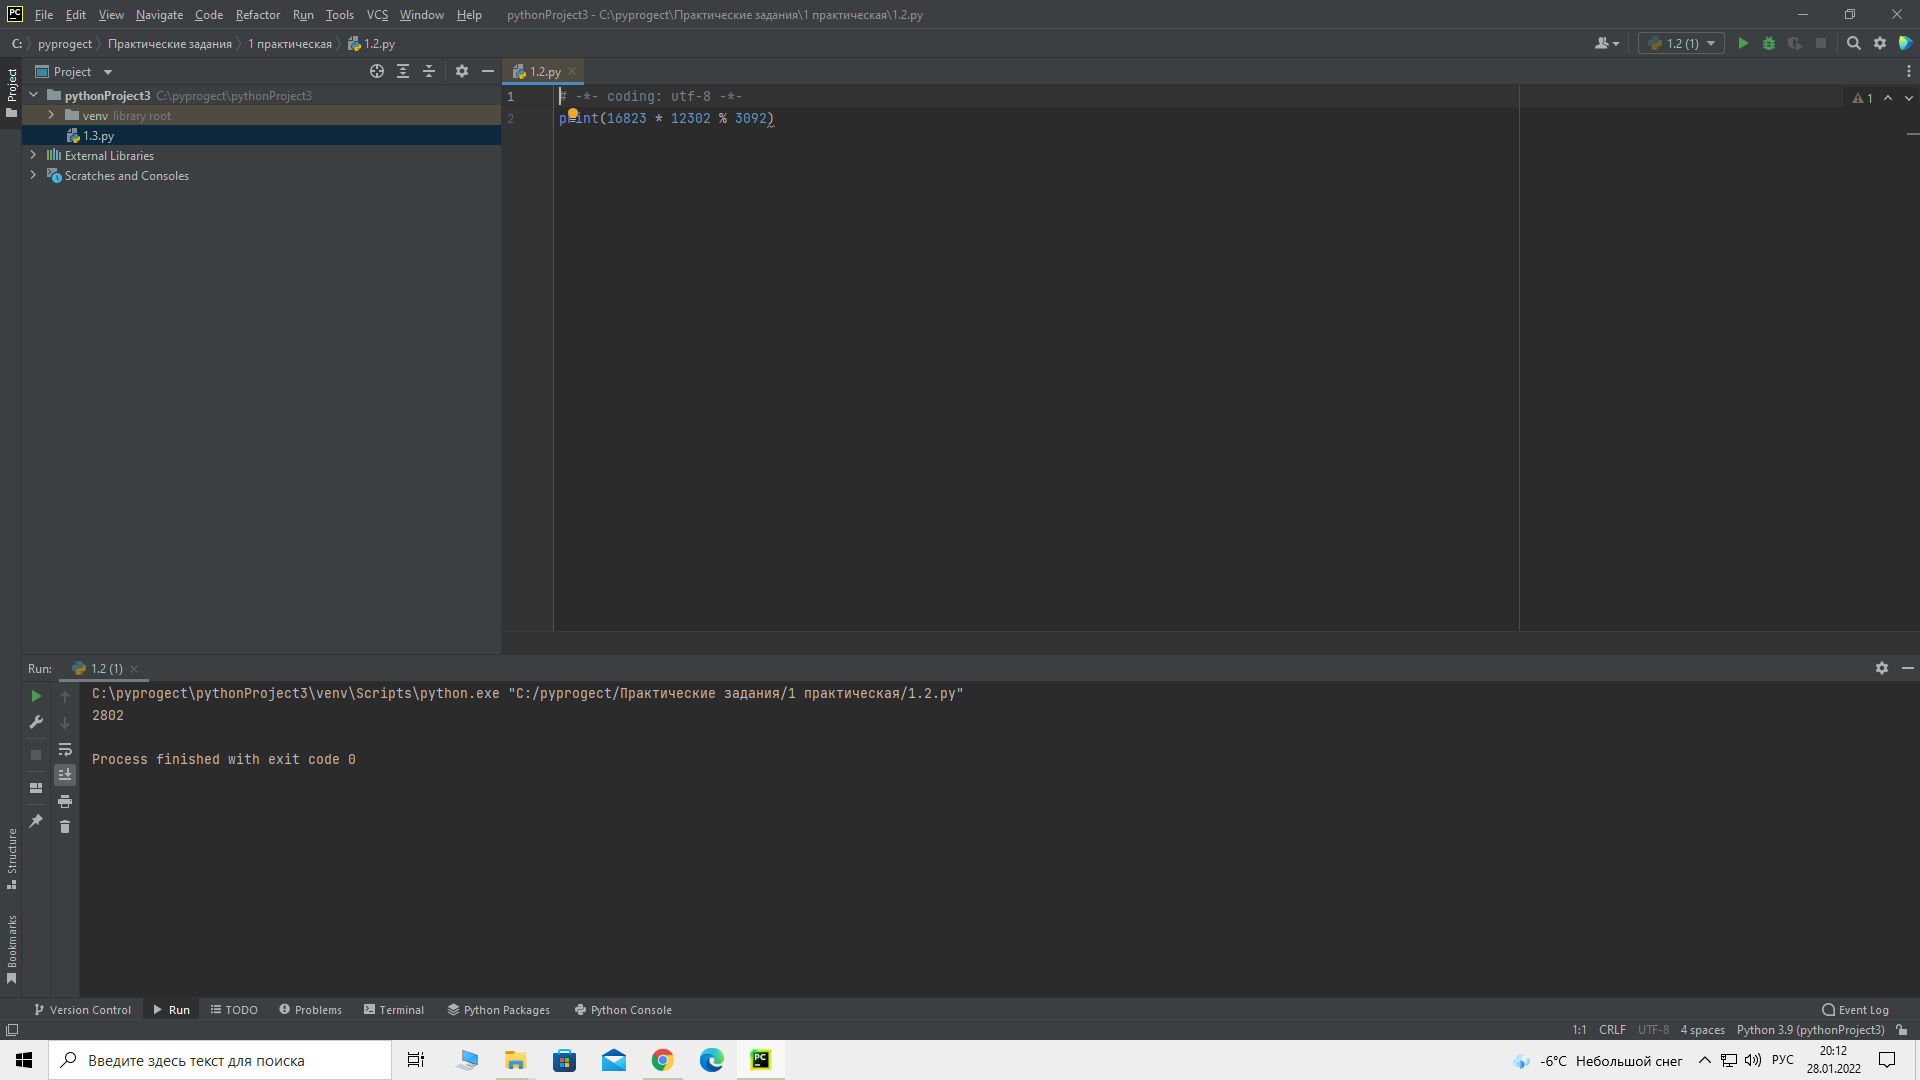 PC File Edit View Navigate Code Refactor Run Tools VCS Window Help pythonProject3 - C:\pyprogect\Практические задания\1 практическая\1.2.py
C: pyprogect Практические задания 1 практическая 1.2.py 1.2 (1)
Project Project 1.2.py
pythonProject3 C:\pyprogect\pythonProject3
venv library root
1.3.py
External Libraries
Scratches and Consoles
1 # -*- coding: utf-8 -*- 1
2 print(16823 * 12302 % 3092)
Run: 1.2 (1)
C:\pyprogect\pythonProject3\venv\Scripts\python.exe "C:/pyprogect/Практические задания/1 практическая/1.2.py"
2802
Process finished with exit code 0
Structure
Bookmarks
Version Control Run TODO Problems Terminal Python Packages Python Console Event Log
1:1 CRLF UTF-8 4 spaces Python 3.9 (pythonProject3)
Введите здесь текст для поиска PC -6°C Небольшой снег РУС 20:12
28.01.2022